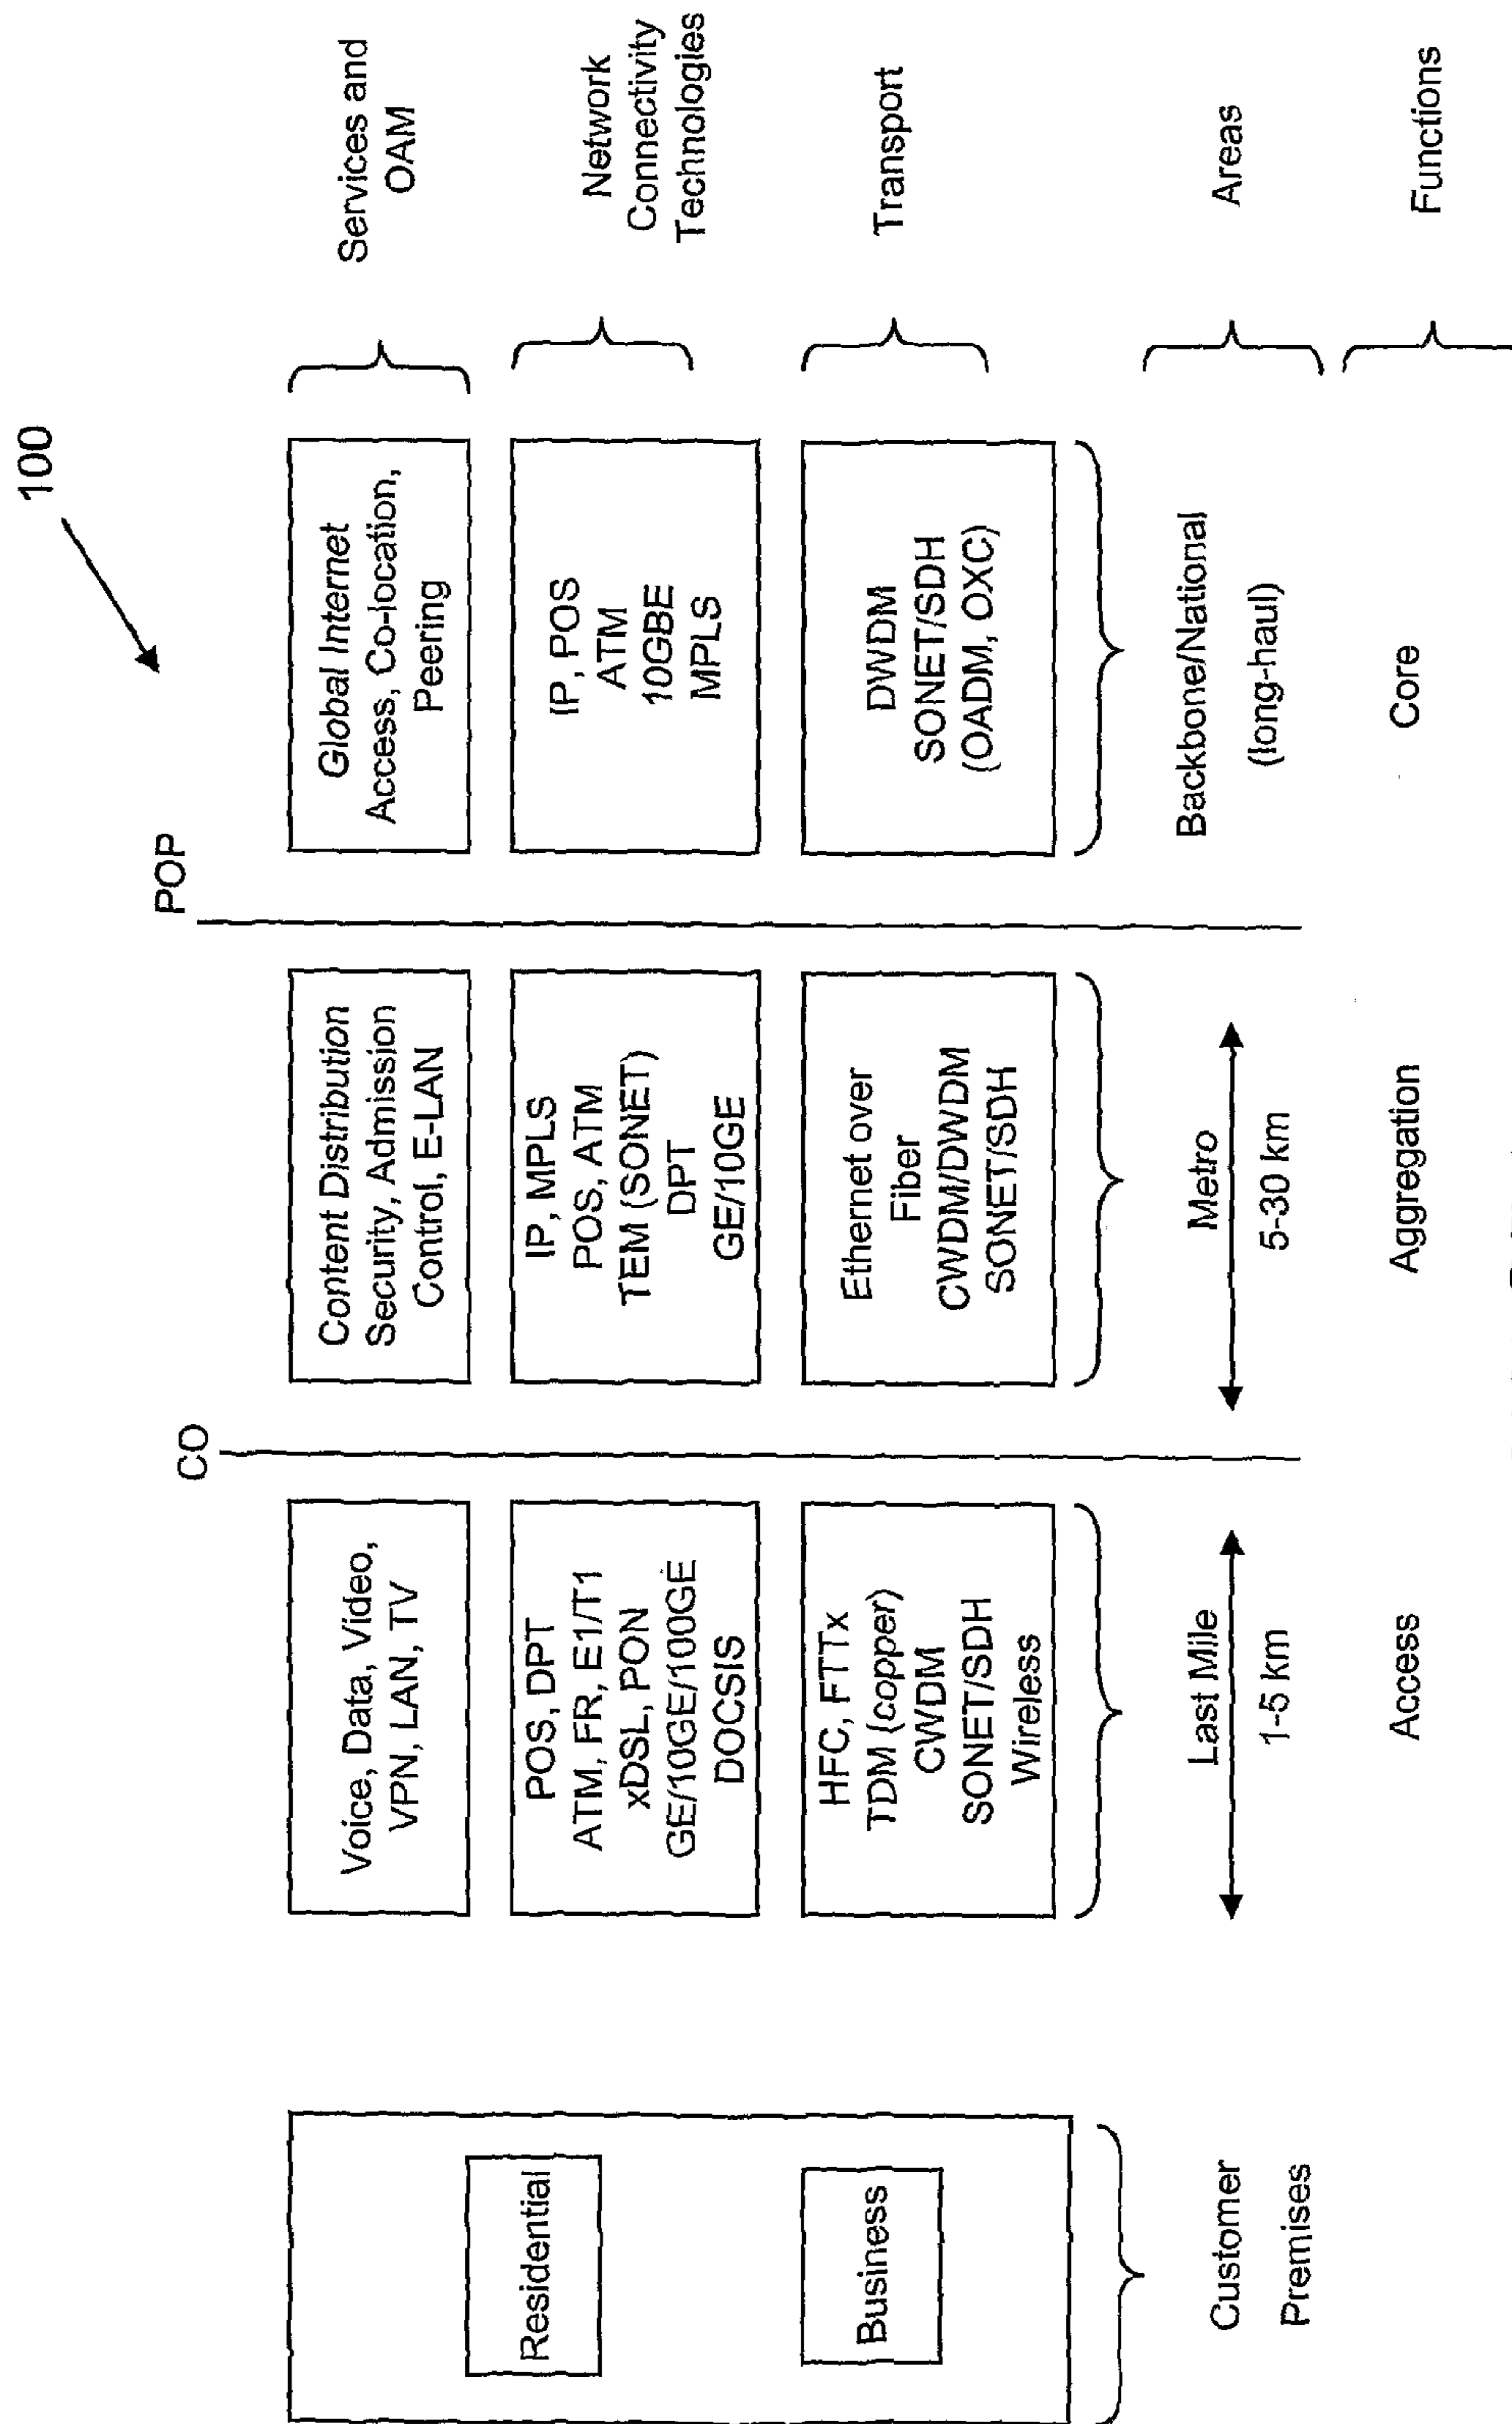 100
CO
POP
Residential
Business
Customer
Premises
Voice, Data, Video,
VPN, LAN, TV
Content Distribution
Security, Admission
Control, E-LAN
Global Internet
Access, Co-location,
Peering
Services and
OAM
POS, DPT
ATM, FR, E1/T1
xDSL, PON
GE/10GE/100GE
DOCSIS
IP, MPLS
POS, ATM
TEM (SONET)
DPT
GE/10GE
IP, POS
ATM
10GBE
MPLS
Network
Connectivity
Technologies
HFC, FTTx
TDM (copper)
CWDM
SONET/SDH
Wireless
Ethernet over
Fiber
CWDM/DWDM
SONET/SDH
DWDM
SONET/SDH
(OADM, OXC)
Transport
Last Mile
1-5 km
Metro
5-30 km
Backbone/National
(long-haul)
Areas
Access
Aggregation
Core
Functions